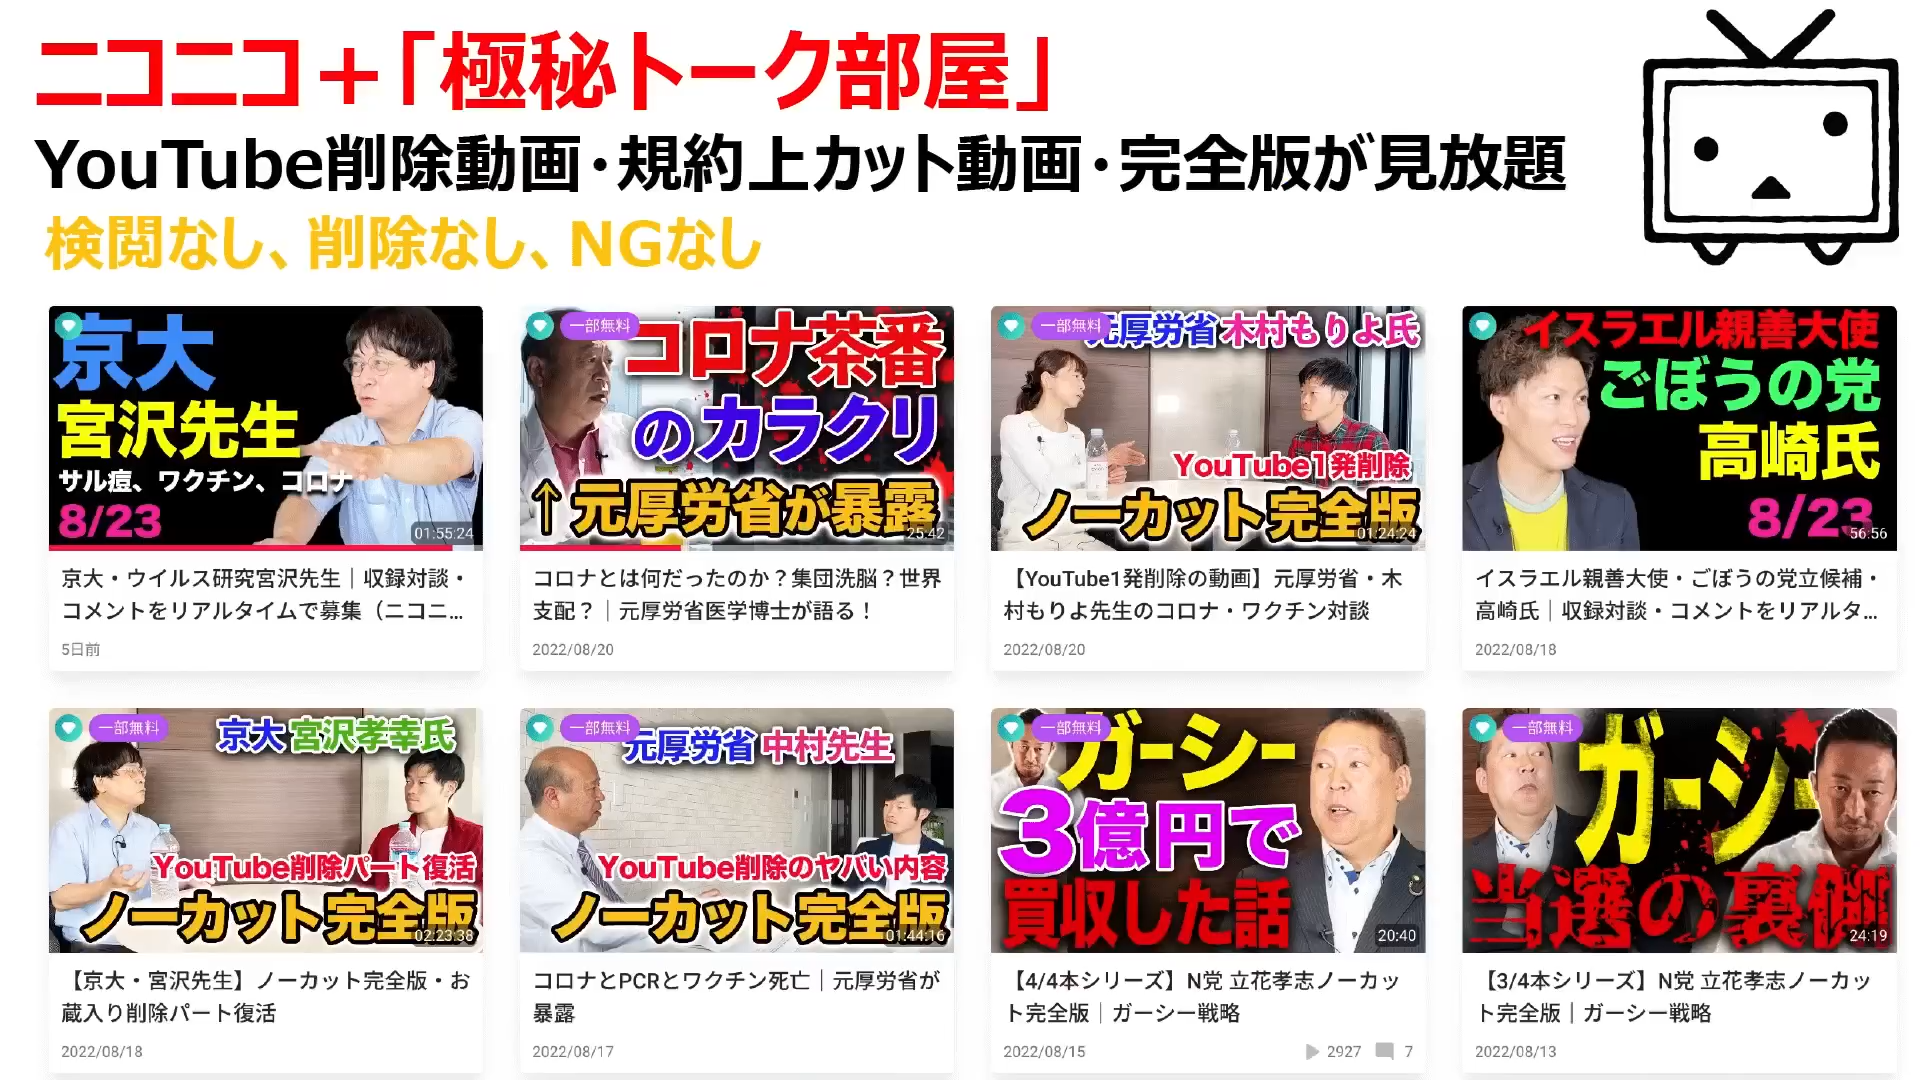 ニコニコ+「極秘トーク部屋」
YouTube削除動画・規約上カット動画・完全版が見放題
検閲なし、削除なし、NGなし
京大
宮沢先生
サル痘、ワクチン、コロナ
8/23
01:55:24
京大・ウイルス研究宮沢先生｜収録対談・
コメントをリアルタイムで募集（ニコニ...
5日前
一部無料
コロナ茶番
のカラクリ
↑元厚労省が暴露
25:42
コロナとは何だったのか？集団洗脳？世界
支配？｜元厚労省医学博士が語る！
2022/08/20
一部無料
元厚労省 木村もりよ氏
YouTube1発削除
ノーカット完全版
01:24:24
【YouTube1発削除の動画】元厚労省・木
村もりよ先生のコロナ・ワクチン対談
2022/08/20
イスラエル親善大使
ごぼうの党
高崎氏
8/23
56:56
イスラエル親善大使・ごぼうの党立候補・
高崎氏｜収録対談・コメントをリアルタ...
2022/08/18
一部無料
京大 宮沢孝幸氏
YouTube削除パート復活
ノーカット完全版
02:23:38
【京大・宮沢先生】ノーカット完全版・お
蔵入り削除パート復活
2022/08/18
一部無料
元厚労省 中村先生
YouTube削除のヤバい内容
ノーカット完全版
01:44:16
コロナとPCRとワクチン死亡｜元厚労省が
暴露
2022/08/17
一部無料
ガーシー
3億円で
買収した話
20:40
【4/4本シリーズ】N党 立花孝志ノーカッ
ト完全版｜ガーシー戦略
2022/08/15
2927
7
一部無料
ガーシー
当選の裏側
24:19
【3/4本シリーズ】N党 立花孝志ノーカッ
ト完全版｜ガーシー戦略
2022/08/13